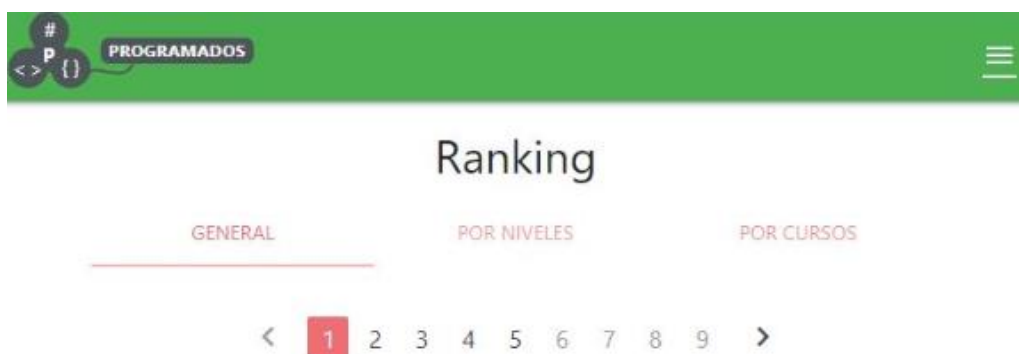 #
P
< > { }
PROGRAMADOS
Ranking
GENERAL POR NIVELES POR CURSOS
1 2 3 4 5 6 7 8 9